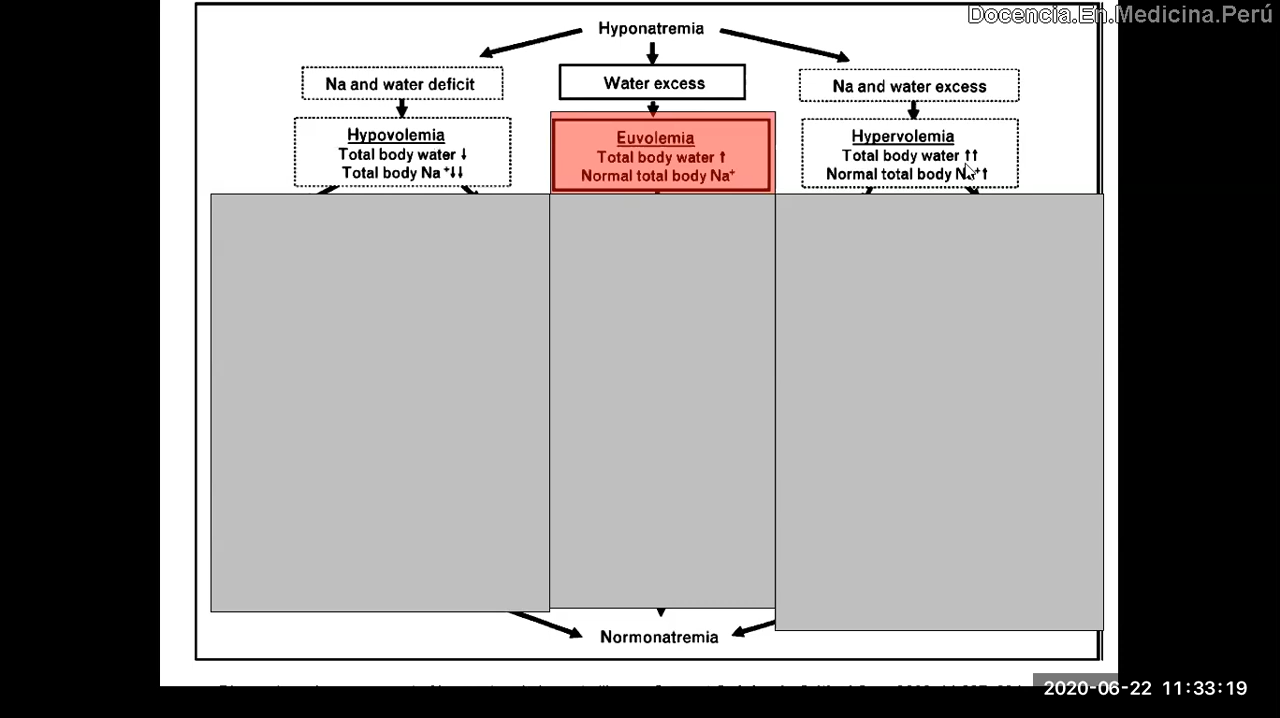 Docencia.En.Medicina.Perú
Hyponatremia
Na and water deficit
Water excess
Na and water excess
Hypovolemia
Total body water ↓
Total body Na⁺↓↓
Euvolemia
Total body water ↑
Normal total body Na⁺
Hypervolemia
Total body water ↑↑
Normal total body Na⁺↑
Normonatremia
2020-06-22 11:33:19